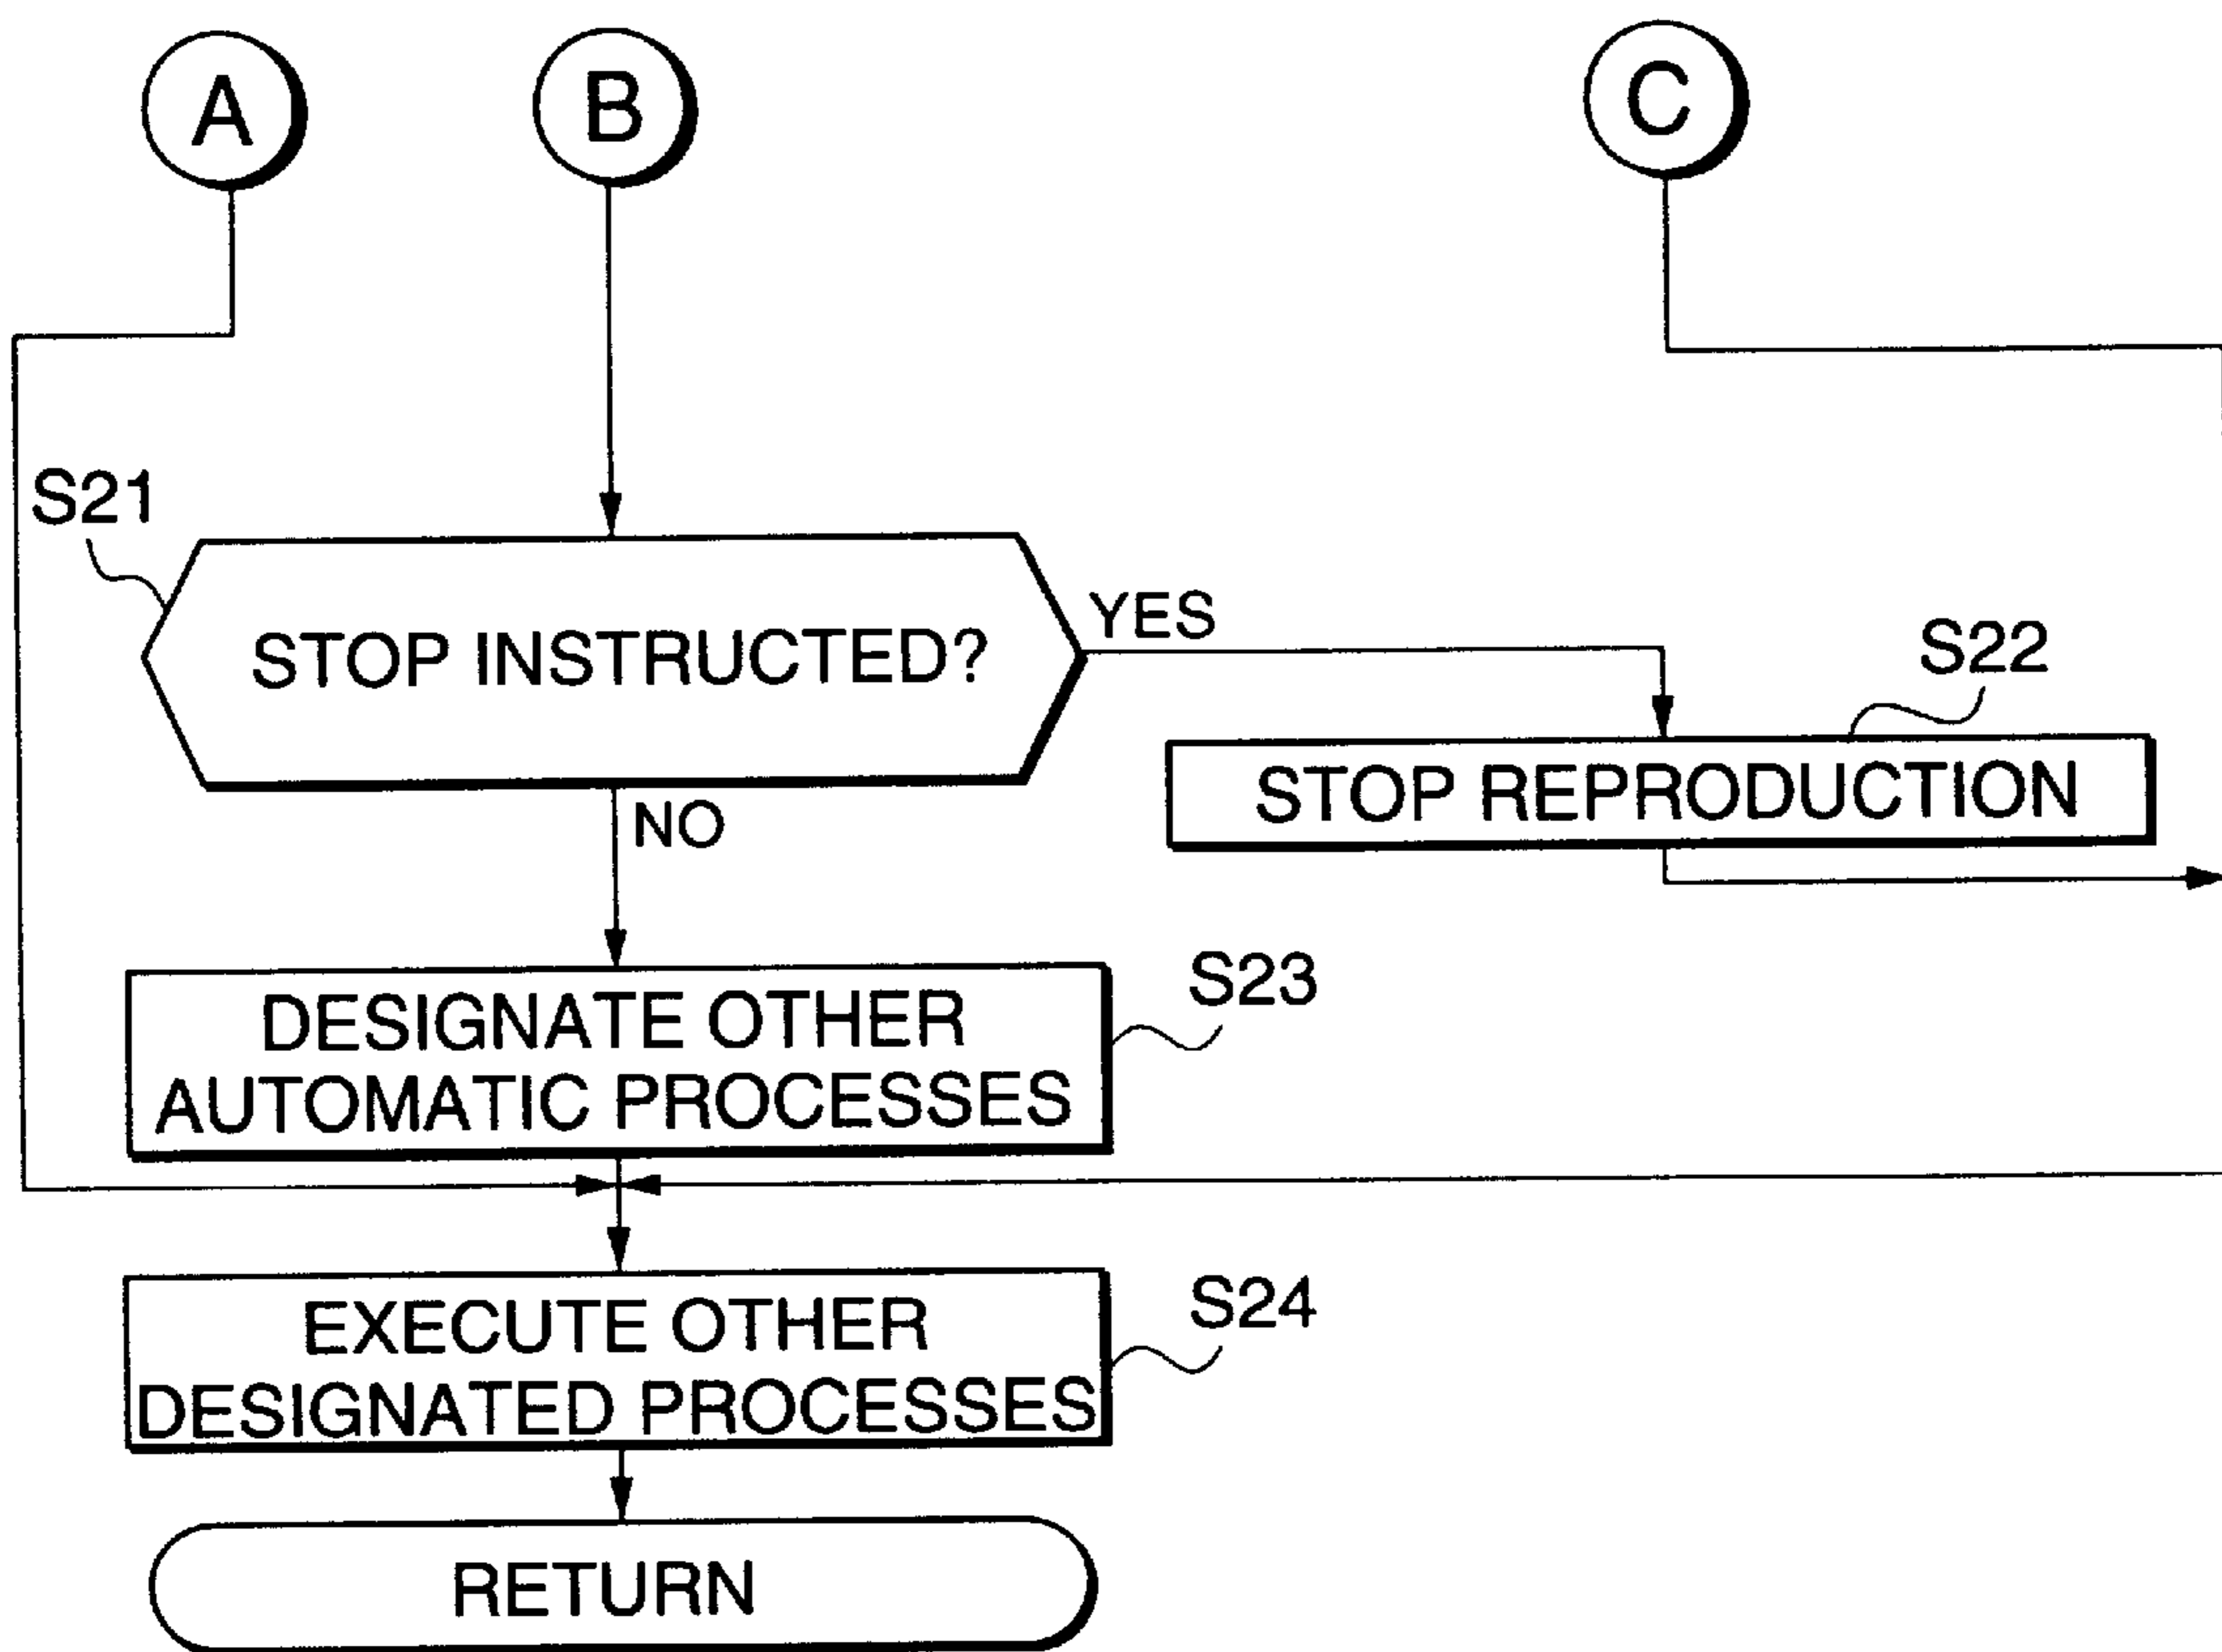 A
B
C
S21
STOP INSTRUCTED?
YES
S22
STOP REPRODUCTION
NO
S23
DESIGNATE OTHER
AUTOMATIC PROCESSES
S24
EXECUTE OTHER
DESIGNATED PROCESSES
RETURN